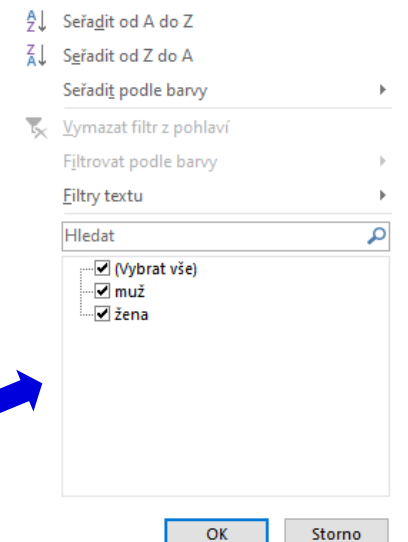 Seřadit od A do Z
Seřadit od Z do A
Seřadit podle barvy
Vymazat filtr z pohlaví
Filtrovat podle barvy
Filtry textu
Hledat
(Vybrat vše)
muž
žena
OK Storno